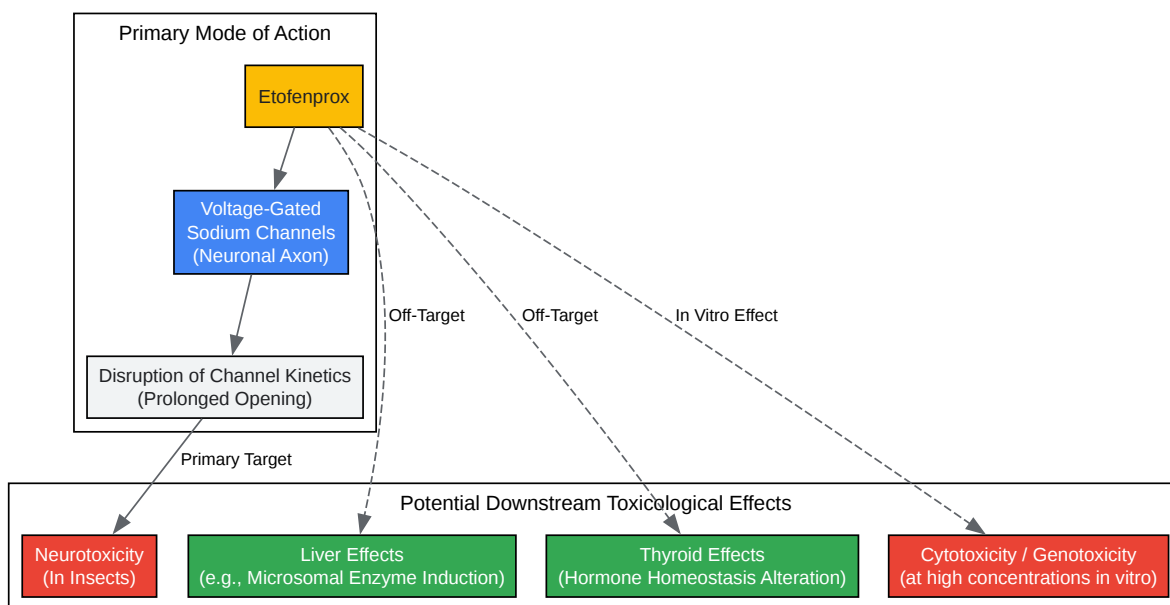 Primary Mode of Action
Etofenprox
Voltage-Gated
Sodium Channels
(Neuronal Axon)
Off-Target
Off-Target
In Vitro Effect
Disruption of Channel Kinetics
(Prolonged Opening)
Primary Target
Potential Downstream Toxicological Effects
Neurotoxicity
(In Insects)
Liver Effects
(e.g., Microsomal Enzyme Induction)
Thyroid Effects
(Hormone Homeostasis Alteration)
Cytotoxicity / Genotoxicity
(at high concentrations in vitro)